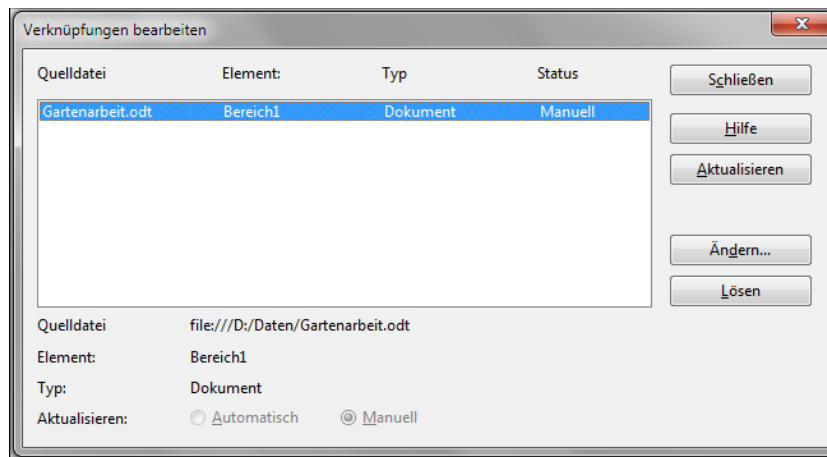 Verknüpfungen bearbeiten
Quelldatei Element: Typ Status
Gartenarbeit.odt Bereich1 Dokument Manuell
Schließen
Hilfe
Aktualisieren
Ändern...
Lösen
Quelldatei file:///D:/Daten/Gartenarbeit.odt
Element: Bereich1
Typ: Dokument
Aktualisieren: Automatisch Manuell